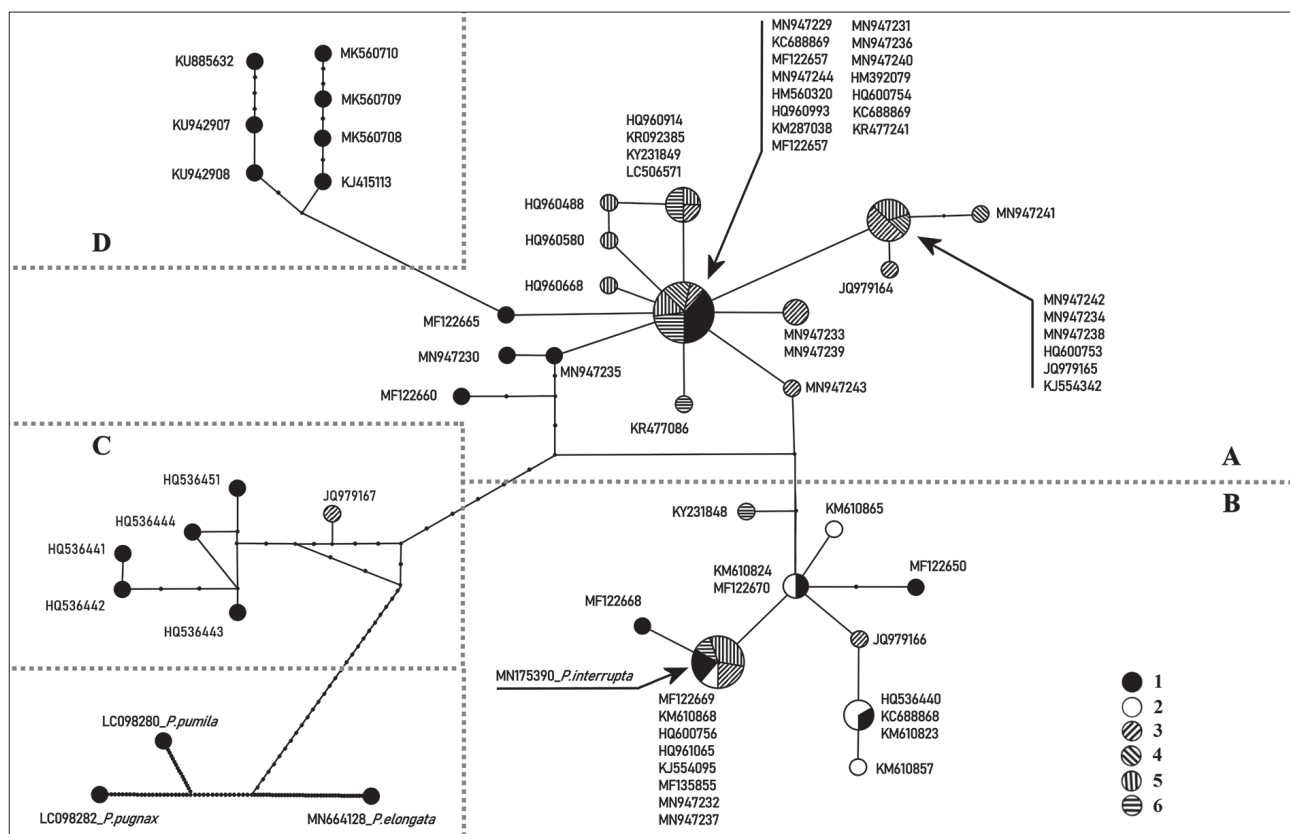 MN947229 MN947231
KC688869 MN947236
MF122657 MN947240
MN947244 HM392079
HM560320 HQ600754
HQ960993 KC688869
KM287038 KR477241
MF122657
KU885632
MK560710
MK560709
KU942907
MK560708
KU942908
KJ415113
D
HQ960914
KR092385
KY231849
LC506571
HQ960488
HQ960580
HQ960668
MN947241
JQ979164
MN947242
MN947234
MN947238
HQ600753
JQ979165
KJ554342
MF122665
MN947233
MN947239
MN947230
MN947235
MF122660
MN947243
KR477086
A
C
HQ536451
JQ979167
HQ536444
HQ536441
HQ536442
HQ536443
B
KY231848
KM610865
KM610824
MF122670
MF122650
MF122668
JQ979166
MN175390_P.interrupta
MF122669
KM610868
HQ600756
HQ961065
KJ554095
MF135855
MN947232
MN947237
HQ536440
KC688868
KM610823
KM610857
LC098280_P.pumila
LC098282_P.pugnax
MN664128_P.elongata
1
2
3
4
5
6